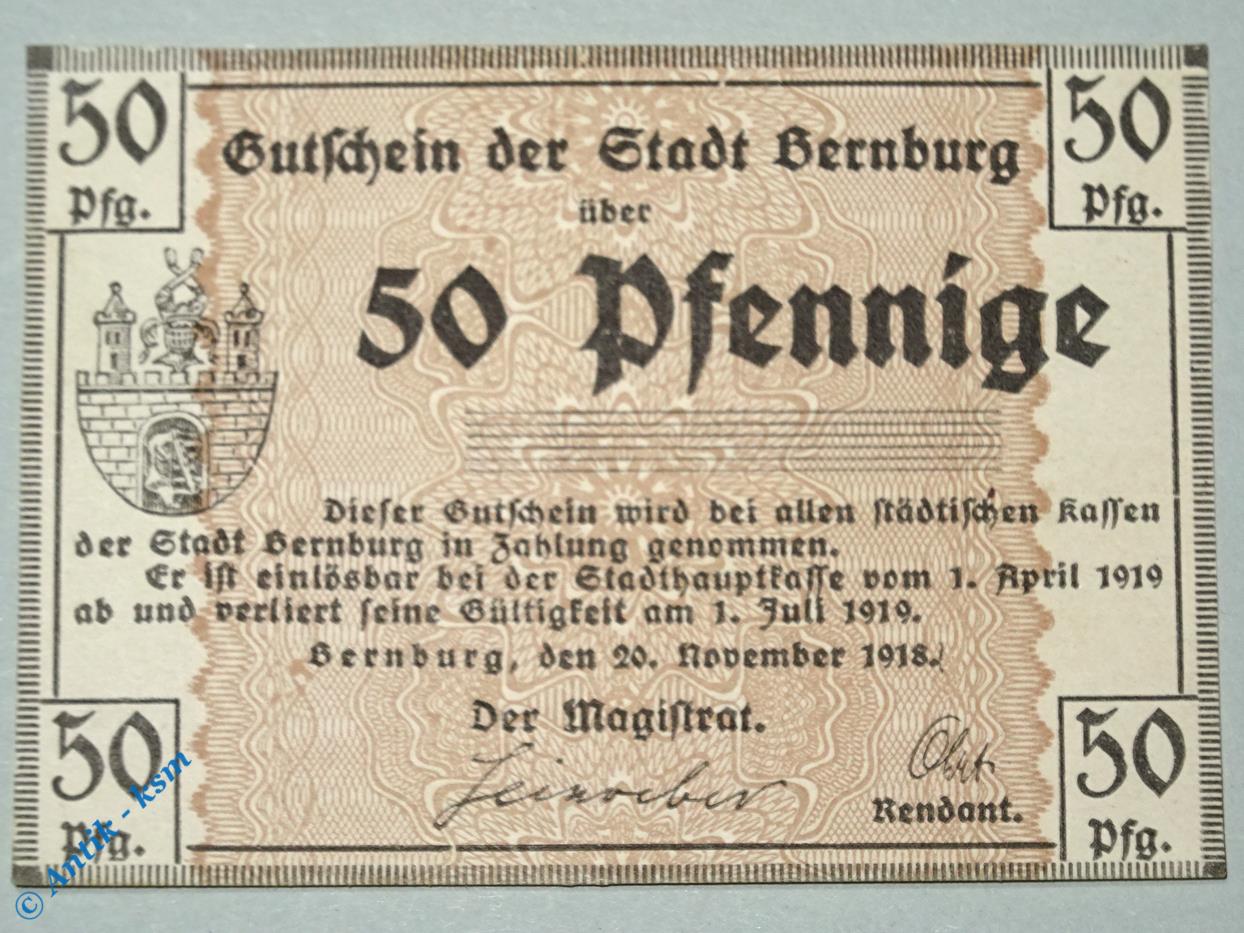 50 50
Pfg. Pfg.
Gutschein der Stadt Bernburg
über
50 Pfennige
Dieser Gutschein wird bei allen städtischen Kassen
der Stadt Bernburg in Zahlung genommen.
Er ist einlösbar bei der Stadthauptkasse vom 1. April 1919
ab und verliert seine Gültigkeit am 1. Juli 1919.
Bernburg, den 20. November 1918.
Der Magistrat.
Rendant.
50 50
Pfg. Pfg.
© Antik - ksm